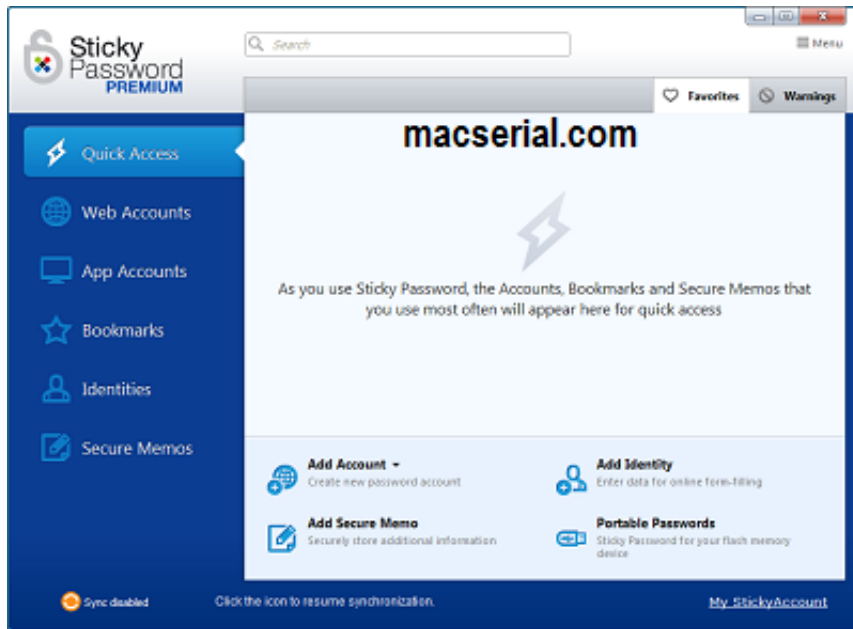 Sticky
Password
PREMIUM
Search
Menu
Favorites
Warnings
macserial.com
Quick Access
Web Accounts
App Accounts
Bookmarks
Identities
Secure Memos
As you use Sticky Password, the Accounts, Bookmarks and Secure Memos that
you use most often will appear here for quick access
Add Account
Create new password account
Add Identity
Enter data for online form-filling
Add Secure Memo
Securely store additional information
Portable Passwords
Sticky Password for your flash memory
device
Sync disabled
Click the icon to resume synchronization.
My StickyAccount